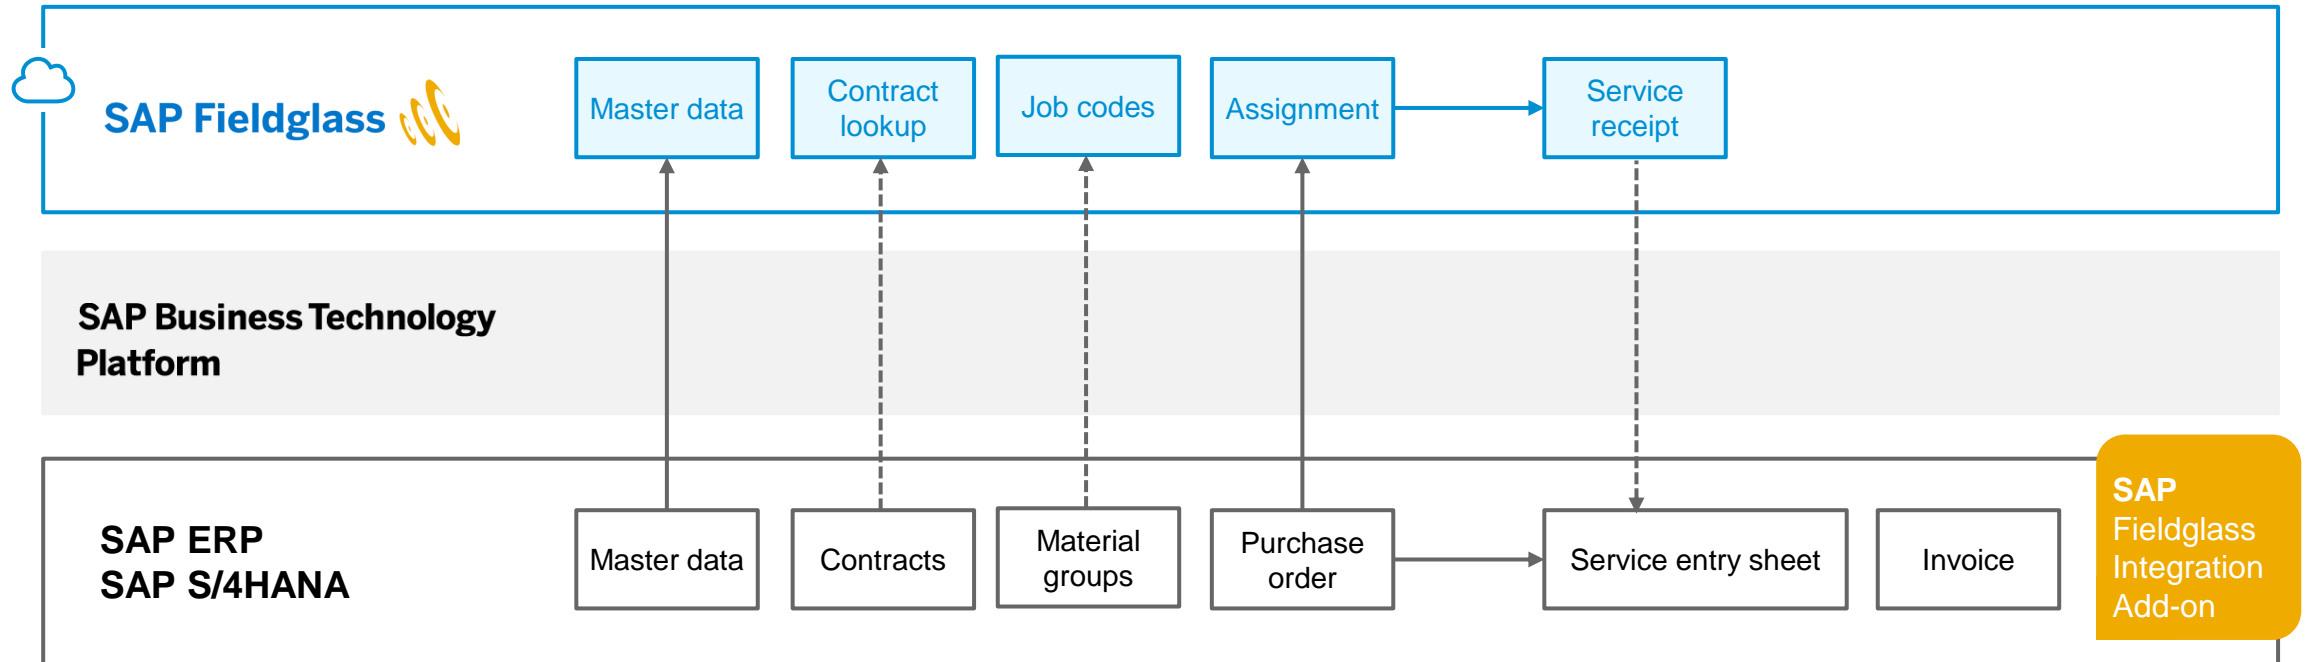 SAP Fieldglass
Master data
Contract
lookup
Job codes
Assignment
Service
receipt
SAP Business Technology
Platform
SAP ERP
SAP S/4HANA
Master data
Contracts
Material
groups
Purchase
order
Service entry sheet
Invoice
SAP
Fieldglass
Integration
Add-on